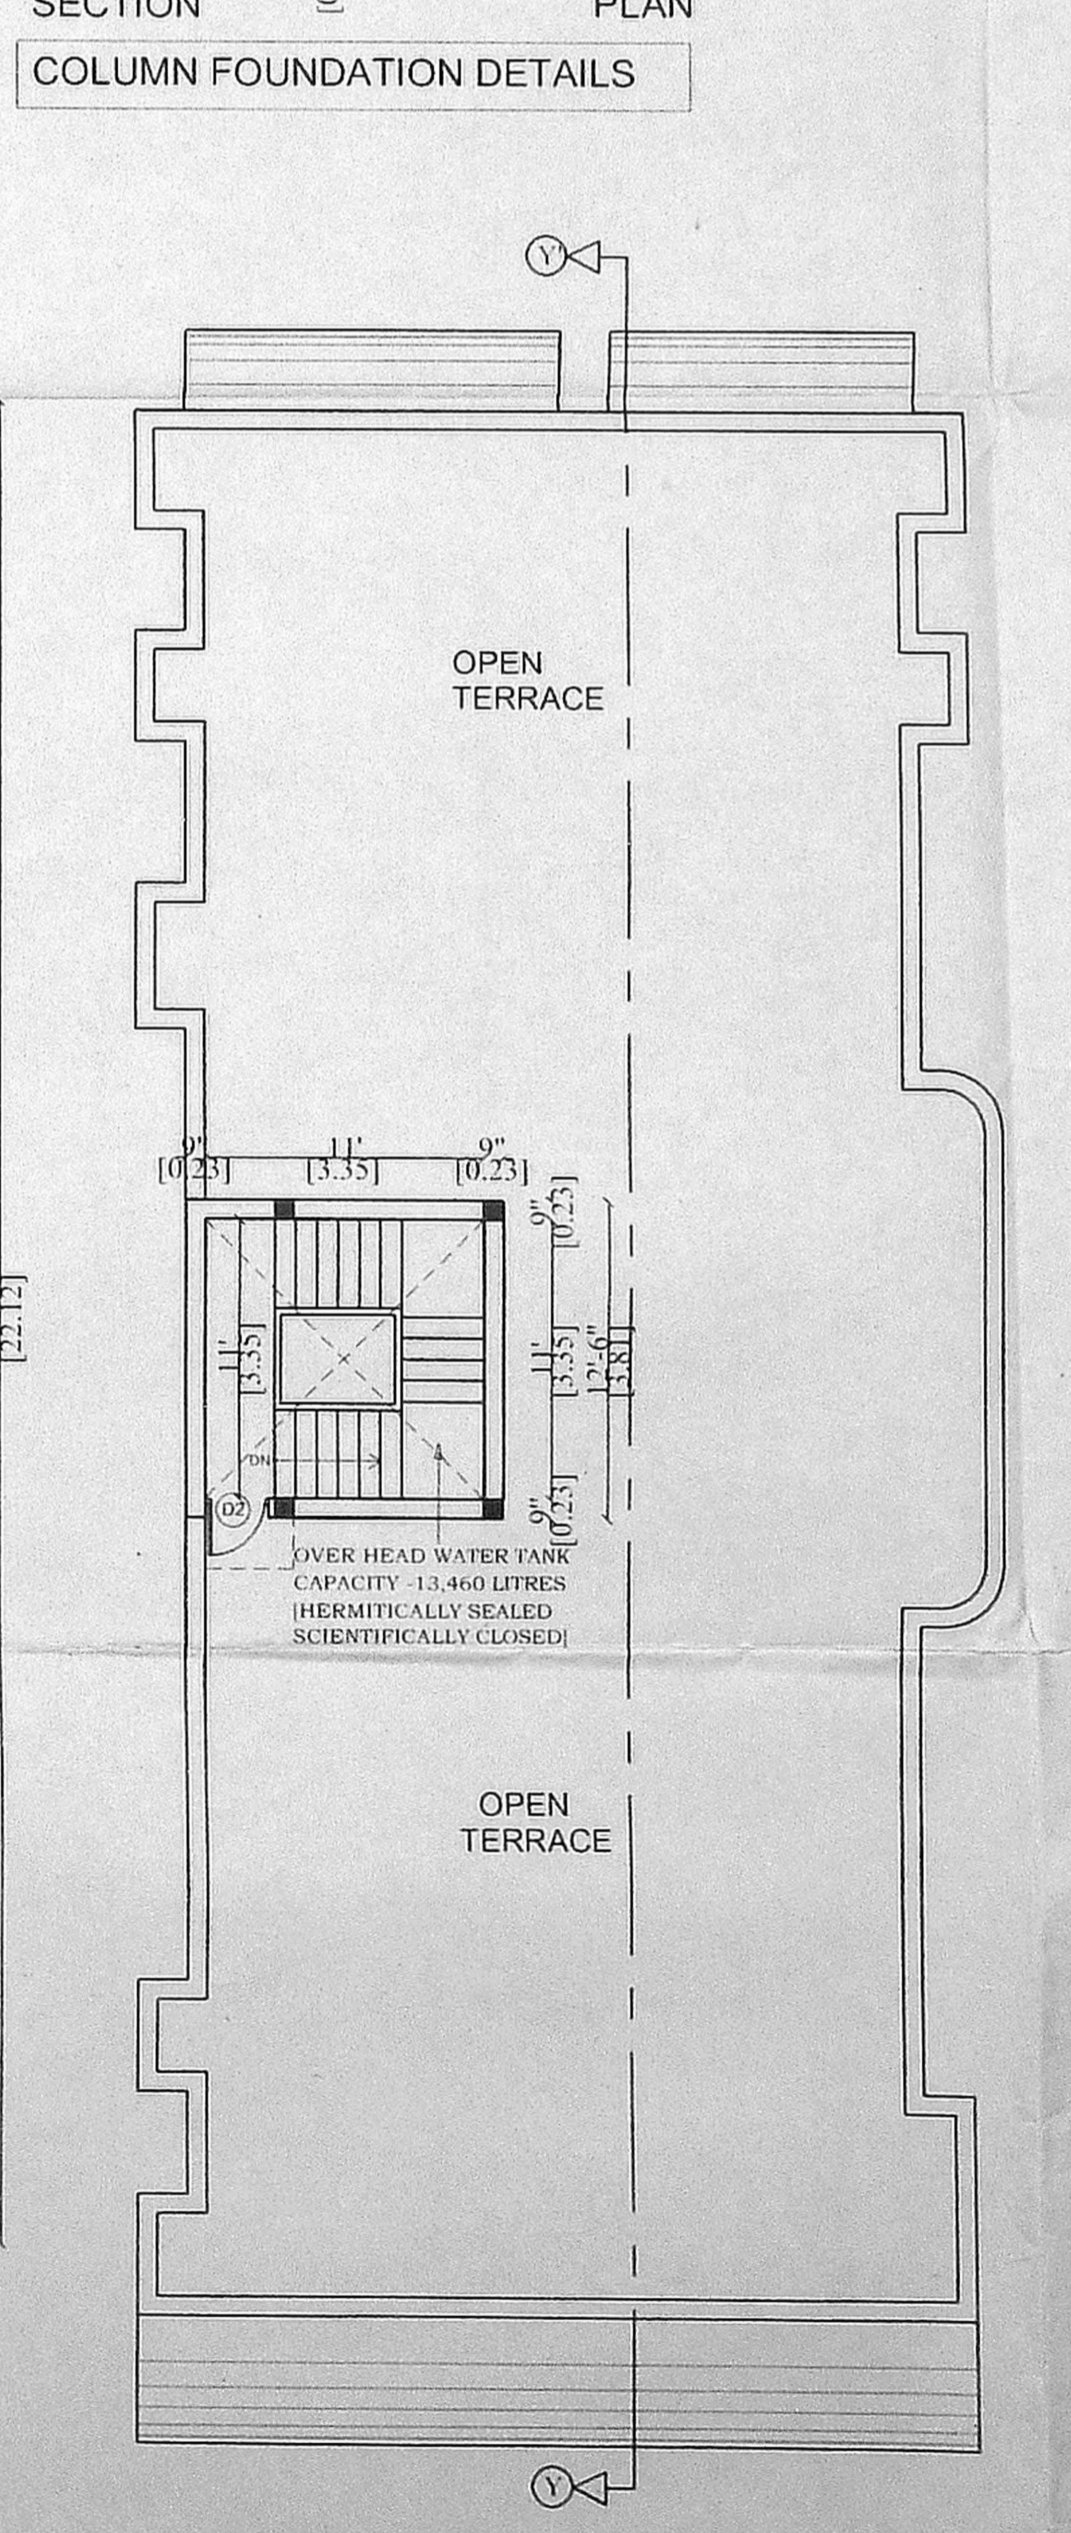 SECTION
PLAN
COLUMN FOUNDATION DETAILS
Y'
OPEN
TERRACE
9'
[0.23]
11'
[3.35]
9"
[0.23]
9"
[0.23]
11'
[3.35]
11'
[3.35]
12'-6"
[3.81]
[22.12]
DN
D2
9"
[0.23]
OVER HEAD WATER TANK
CAPACITY -13,460 LITRES
[HERMITICALLY SEALED
SCIENTIFICALLY CLOSED]
OPEN
TERRACE
Y